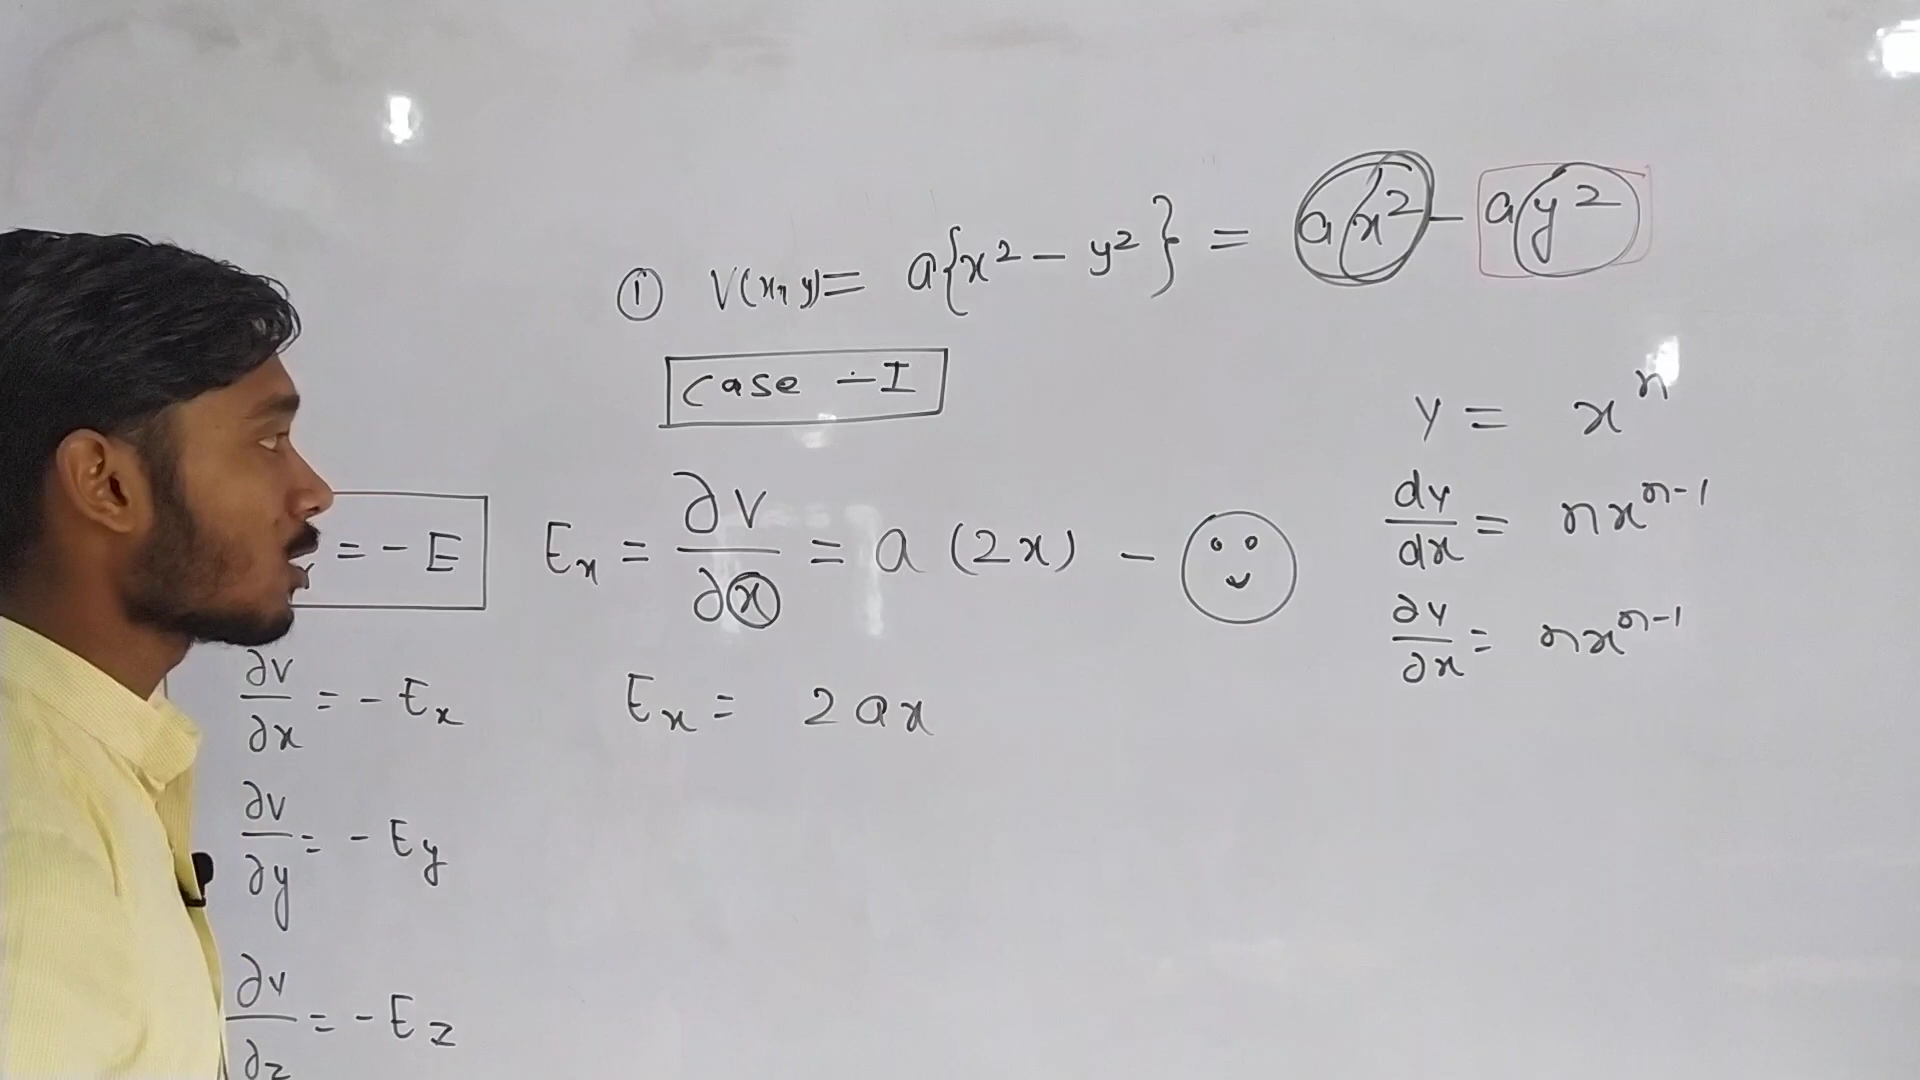 ① V(x, y) = a{x² − y²} = ax² − ay²
Case - I
y = xⁿ
dy/dx = nxⁿ⁻¹
∂y/∂x = nxⁿ⁻¹
= - E
Eₓ = ∂V/∂x = a (2x) −
Eₓ = 2ax
∂V/∂x = - Eₓ
∂V/∂y = - E_y
∂V/∂z = - E_z